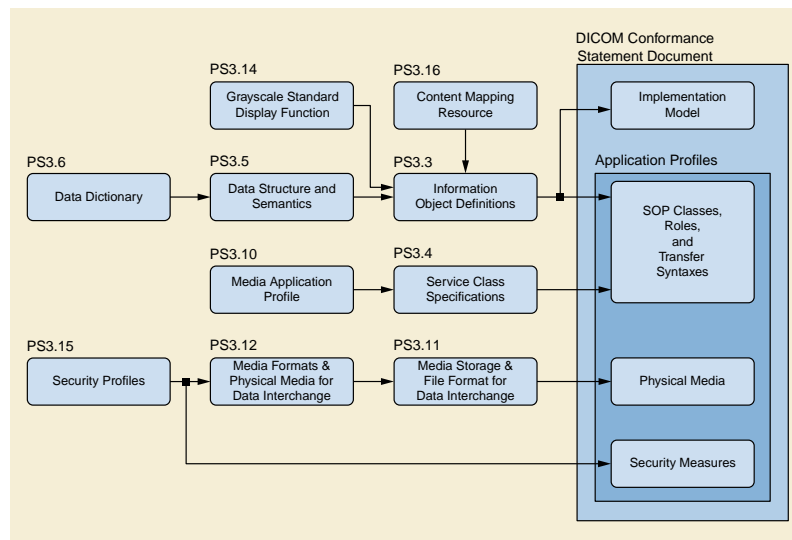 DICOM Conformance
Statement Document
PS3.14
Grayscale Standard
Display Function
PS3.16
Content Mapping
Resource
Implementation
Model
PS3.6
Data Dictionary
PS3.5
Data Structure and
Semantics
PS3.3
Information
Object Definitions
Application Profiles
SOP Classes,
Roles,
and
Transfer
Syntaxes
PS3.10
Media Application
Profile
PS3.4
Service Class
Specifications
PS3.15
Security Profiles
PS3.12
Media Formats &
Physical Media for
Data Interchange
PS3.11
Media Storage &
File Format for
Data Interchange
Physical Media
Security Measures